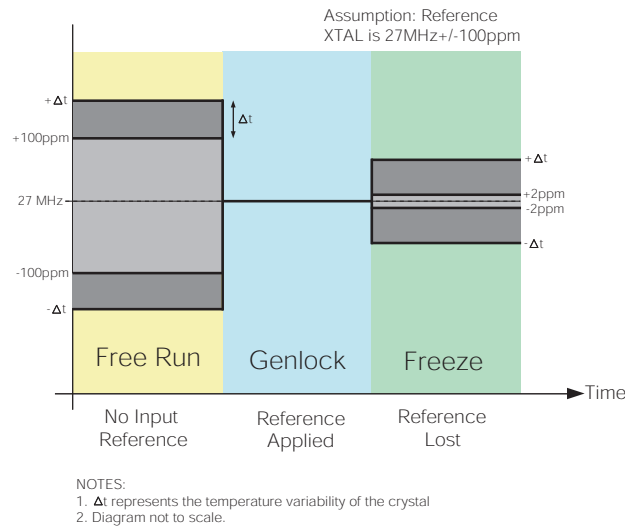 Assumption: Reference
XTAL is 27MHz+/-100ppm
+Δt
Δt
+100ppm
+Δt
+2ppm
27 MHz
-2ppm
-Δt
-100ppm
-Δt
Free Run
Genlock
Freeze
Time
No Input
Reference
Reference
Applied
Reference
Lost
NOTES:
1. Δt represents the temperature variability of the crystal
2. Diagram not to scale.